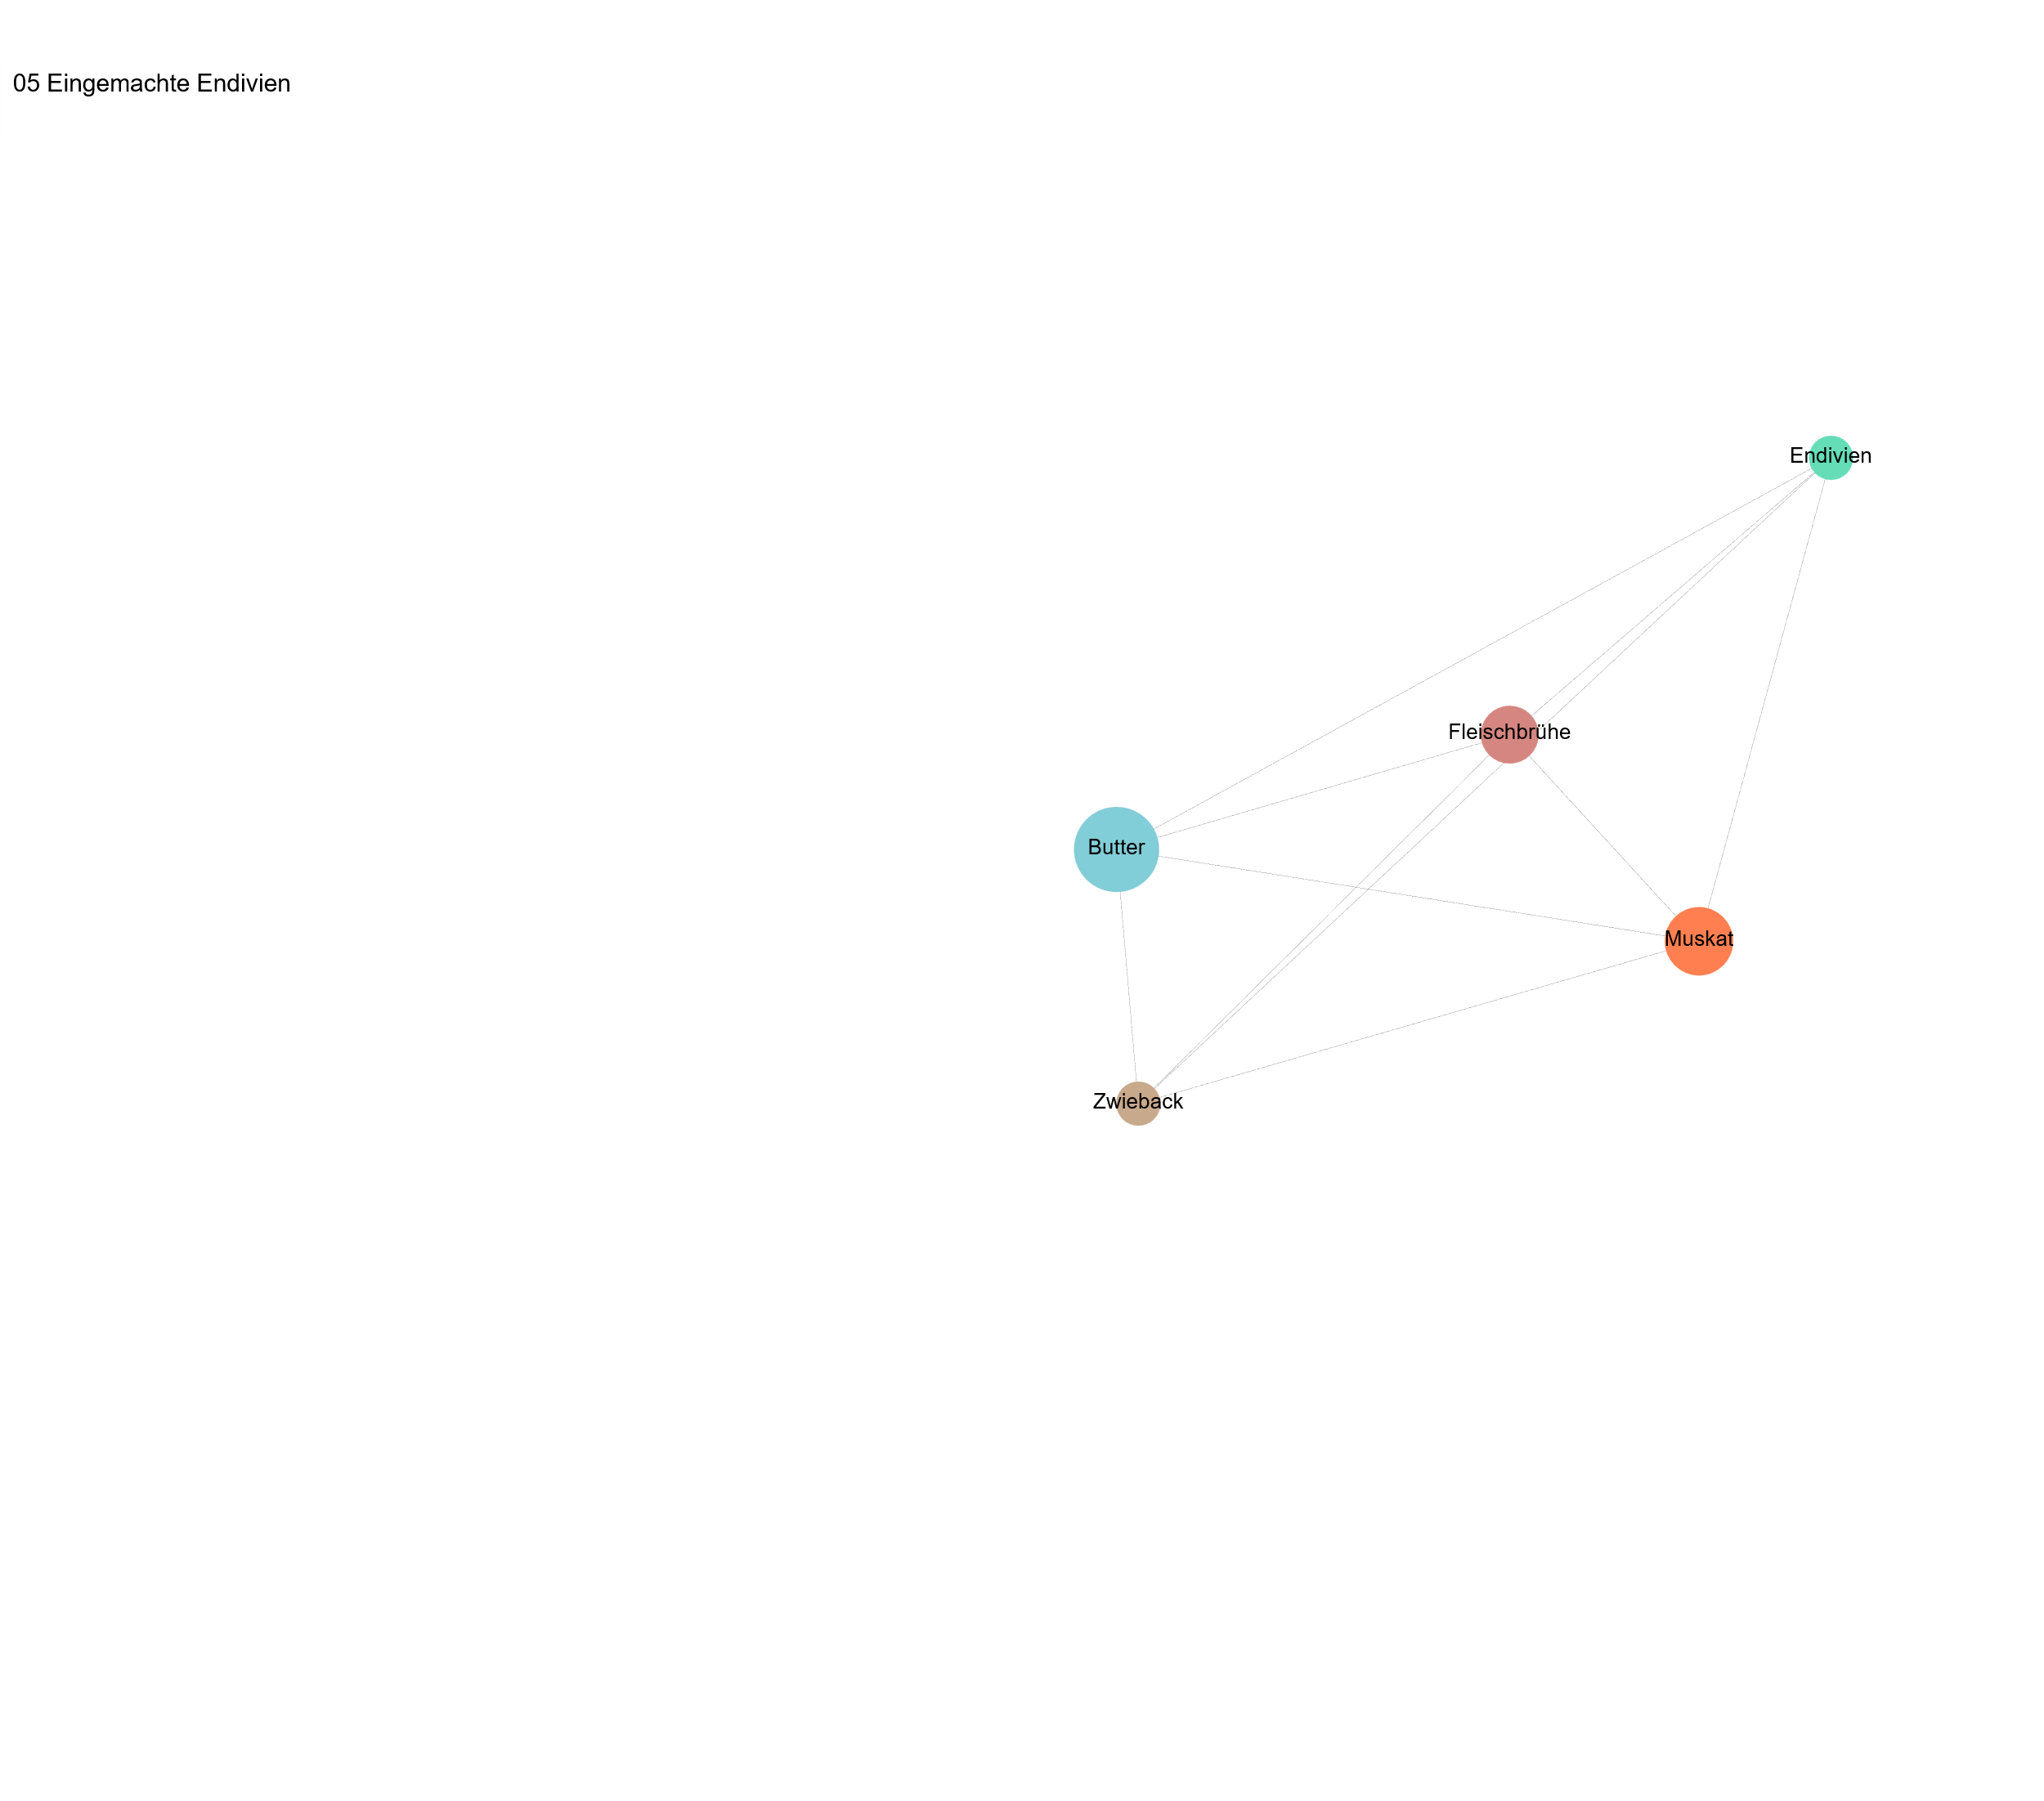 05 Eingemachte Endivien
Endivien
Fleischbrühe
Butter
Muskat
Zwieback